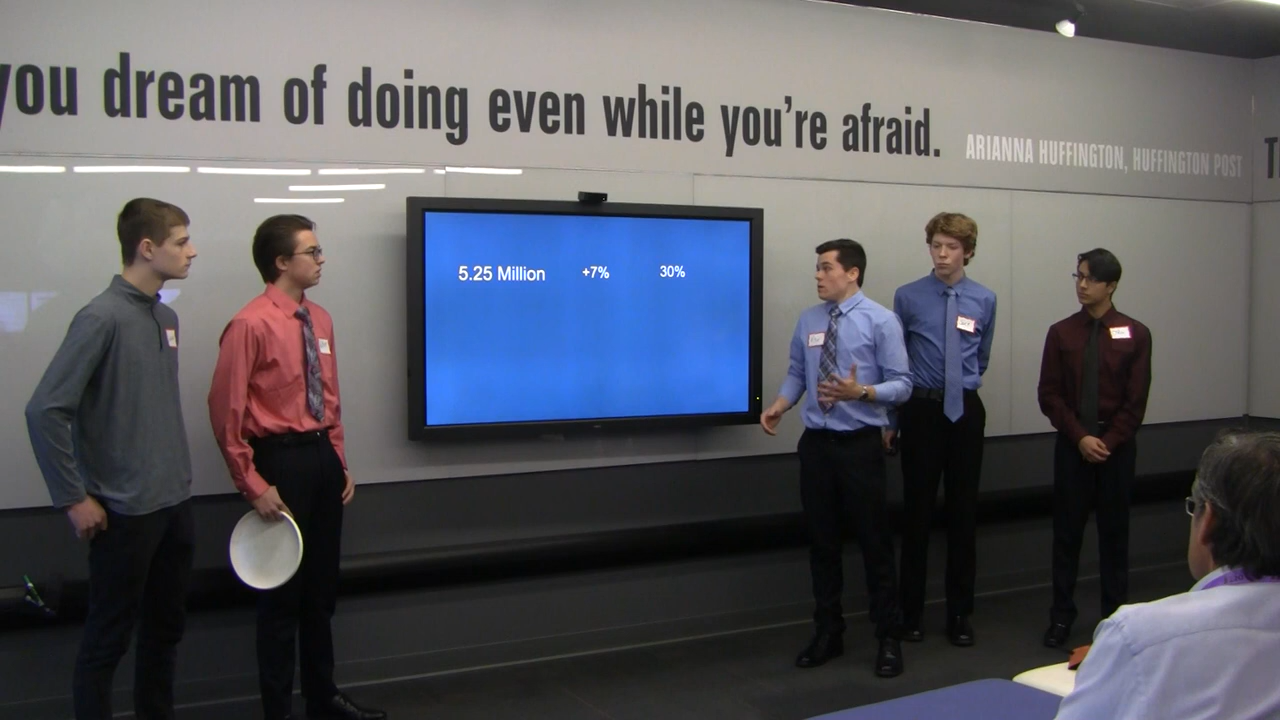 you dream of doing even while you're afraid.
ARIANNA HUFFINGTON, HUFFINGTON POST
5.25 Million +7% 30%